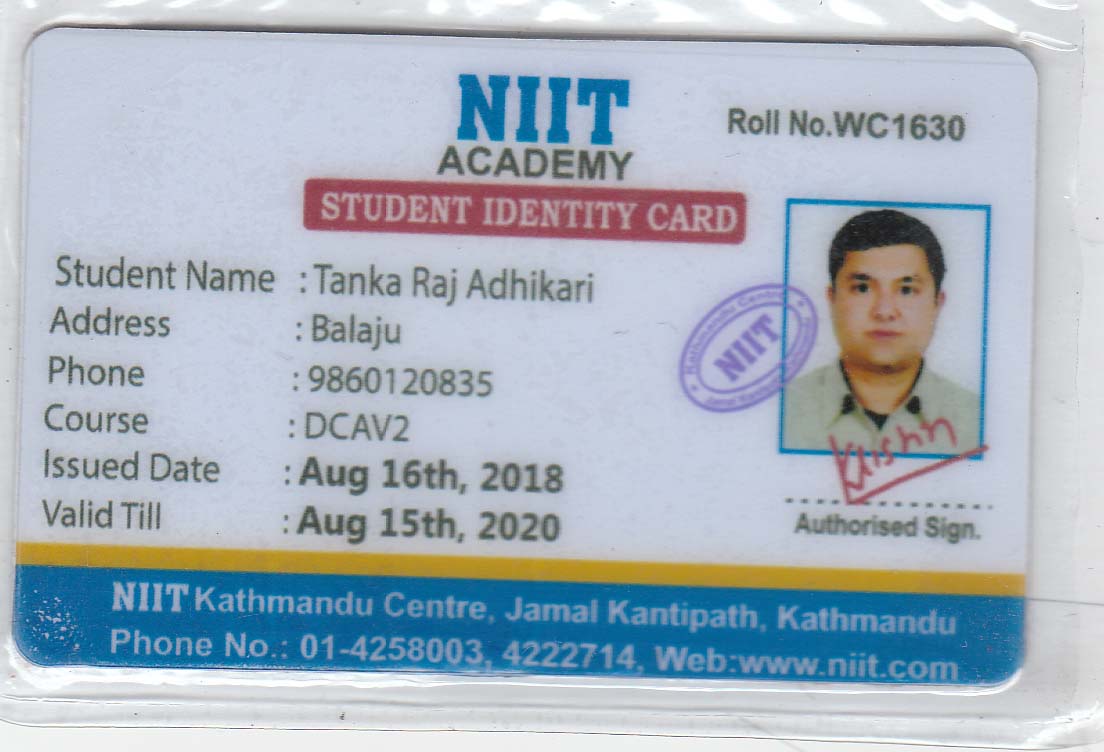 NIIT
ACADEMY
Roll No.WC1630
STUDENT IDENTITY CARD
Student Name : Tanka Raj Adhikari
Address : Balaju
Phone : 9860120835
Course : DCAV2
Issued Date : Aug 16th, 2018
Valid Till : Aug 15th, 2020
Kathmandu Centre
NIIT
Jamal
Authorised Sign.
NIIT Kathmandu Centre, Jamal Kantipath, Kathmandu
Phone No.: 01-4258003, 4222714, Web:www.niit.com